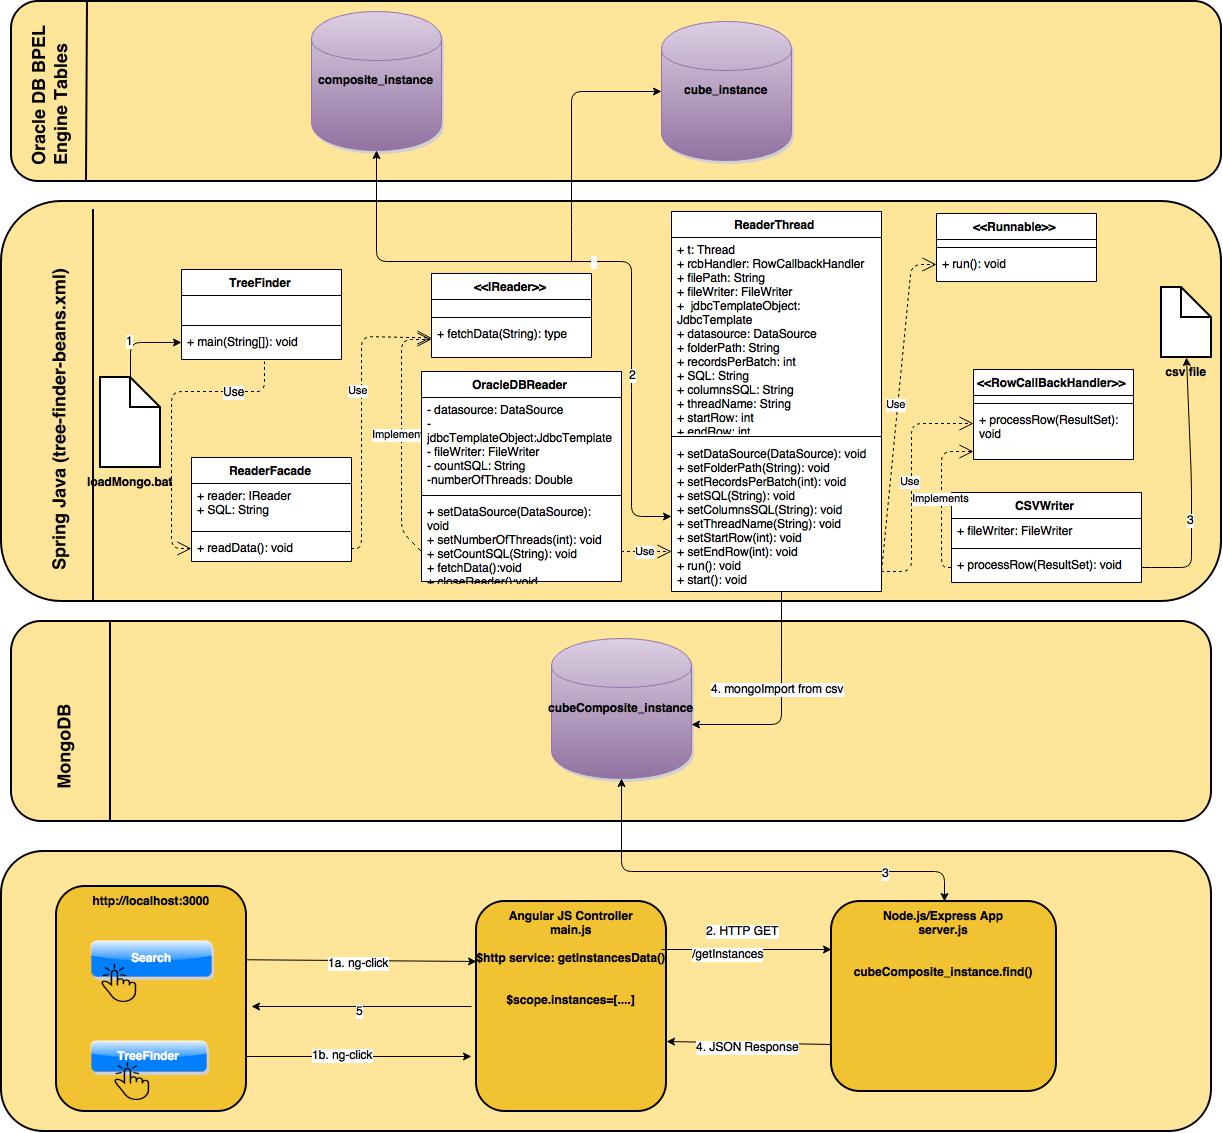 Oracle DB BPEL
Engine Tables
composite_instance
cube_instance
Spring Java (tree-finder-beans.xml)
1
loadMongo.bat
TreeFinder
+ main(String[]): void
Use
ReaderFacade
+ reader: IReader
+ SQL: String
+ readData(): void
Use
<<IReader>>
+ fetchData(String): type
Implement
OracleDBReader
- datasource: DataSource
-
jdbcTemplateObject:JdbcTemplate
- fileWriter: FileWriter
- countSQL: String
-numberOfThreads: Double
+ setDataSource(DataSource):
void
+ setNumberOfThreads(int): void
+ setCountSQL(String): void
+ fetchData():void
+ closeReader():void
2
Use
ReaderThread
+ t: Thread
+ rcbHandler: RowCallbackHandler
+ filePath: String
+ fileWriter: FileWriter
+ jdbcTemplateObject:
JdbcTemplate
+ datasource: DataSource
+ folderPath: String
+ recordsPerBatch: int
+ SQL: String
+ columnsSQL: String
+ threadName: String
+ startRow: int
+ endRow: int
+ setDataSource(DataSource): void
+ setFolderPath(String): void
+ setRecordsPerBatch(int): void
+ setSQL(String): void
+ setColumnsSQL(String): void
+ setThreadName(String): void
+ setStartRow(int): void
+ setEndRow(int): void
+ run(): void
+ start(): void
Use
Use
<<Runnable>>
+ run(): void
<<RowCallBackHandler>>
+ processRow(ResultSet):
void
Implements
CSVWriter
+ fileWriter: FileWriter
+ processRow(ResultSet): void
csv file
3
MongoDB
cubeComposite_instance
4. mongoImport from csv
3
http://localhost:3000
Search
TreeFinder
1a. ng-click
5
1b. ng-click
Angular JS Controller
main.js
$http service: getInstancesData()
$scope.instances=[....]
2. HTTP GET
/getInstances
4. JSON Response
Node.js/Express App
server.js
cubeComposite_instance.find()